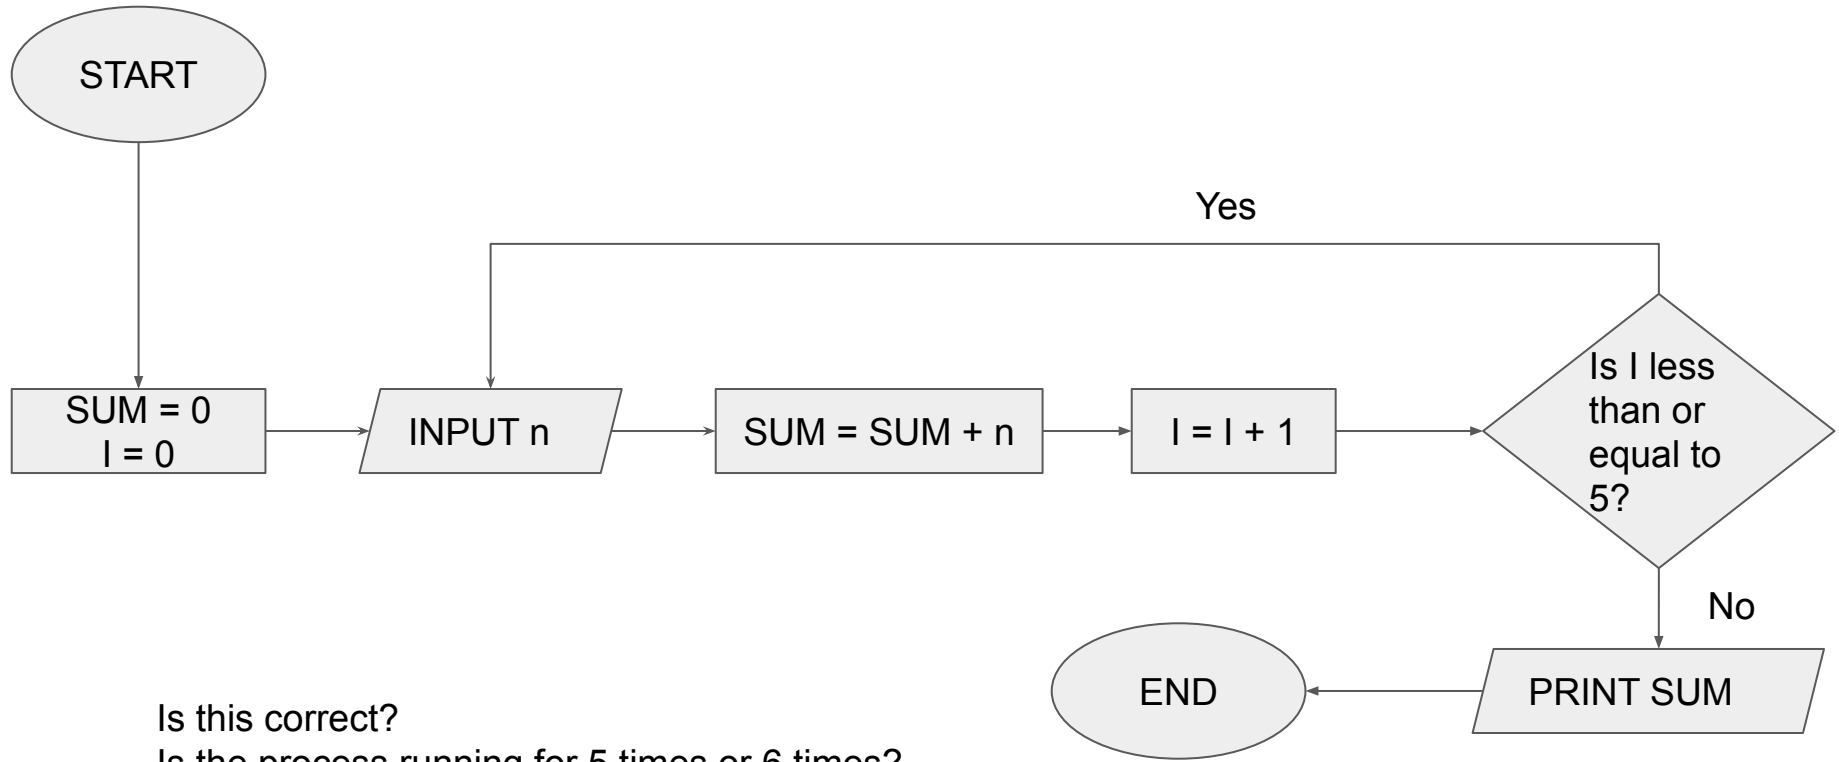 START
Yes
SUM = 0
I = 0
INPUT n
SUM = SUM + n
I = I + 1
Is I less
than or
equal to
5?
No
PRINT SUM
END
Is this correct?
Is the process running for 5 times or 6 times?